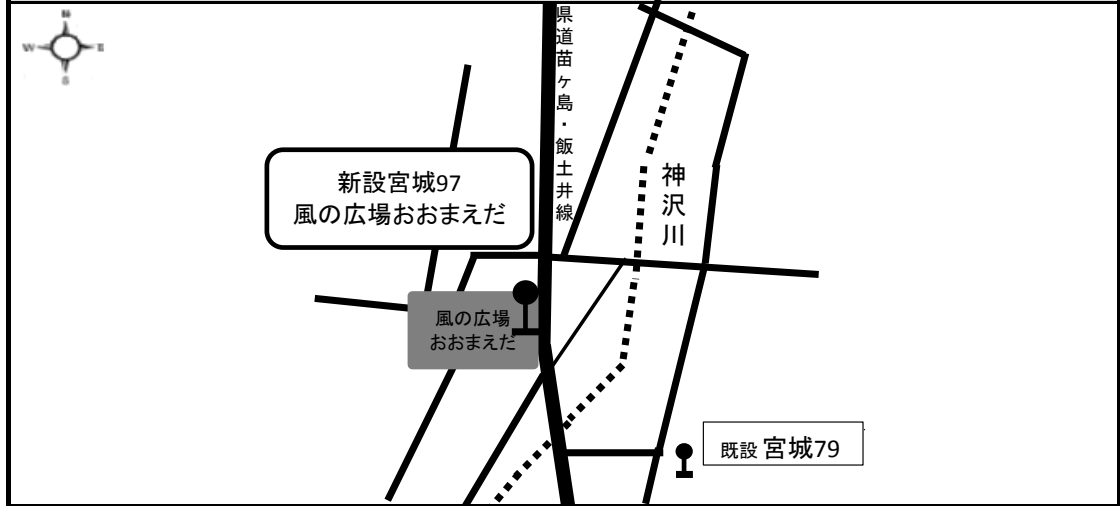 N
W
E
S
県道苗ヶ島・飯土井線
神沢川
新設宮城97
風の広場おおまえだ
風の広場
おおまえだ
既設 宮城79